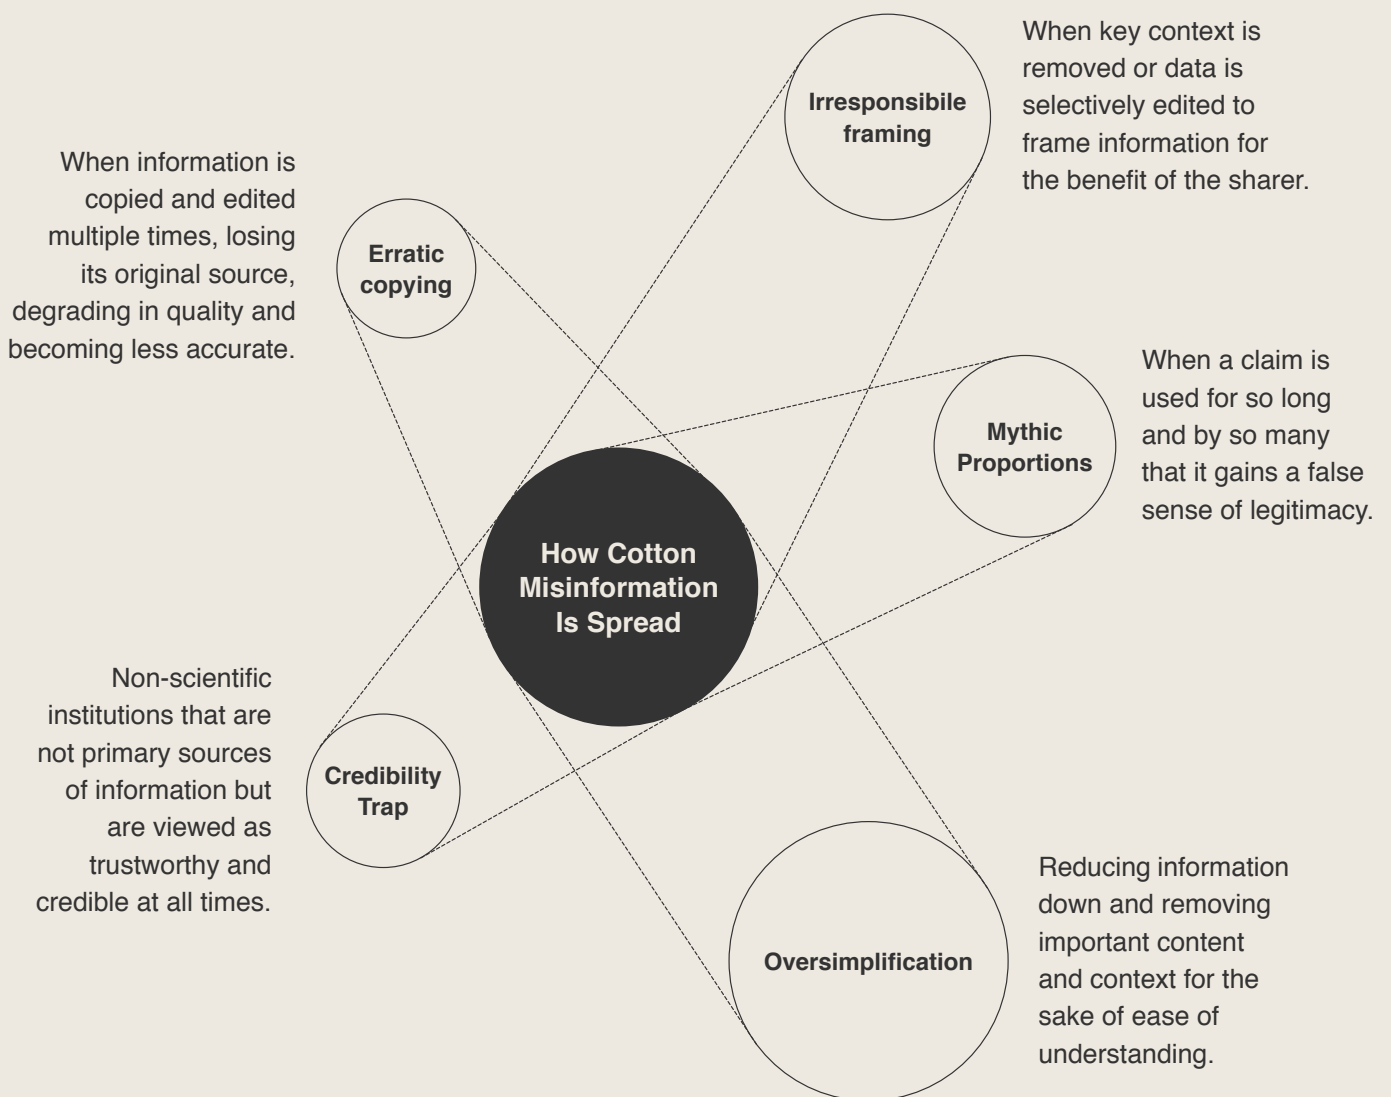 Irresponsibile
framing
When key context is
removed or data is
selectively edited to
frame information for
the benefit of the sharer.
When information is
copied and edited
multiple times, losing
its original source,
degrading in quality and
becoming less accurate.
Erratic
copying
Mythic
Proportions
When a claim is
used for so long
and by so many
that it gains a false
sense of legitimacy.
How Cotton
Misinformation
Is Spread
Non-scientific
institutions that are
not primary sources
of information but
are viewed as
trustworthy and
credible at all times.
Credibility
Trap
Oversimplification
Reducing information
down and removing
important content
and context for the
sake of ease of
understanding.